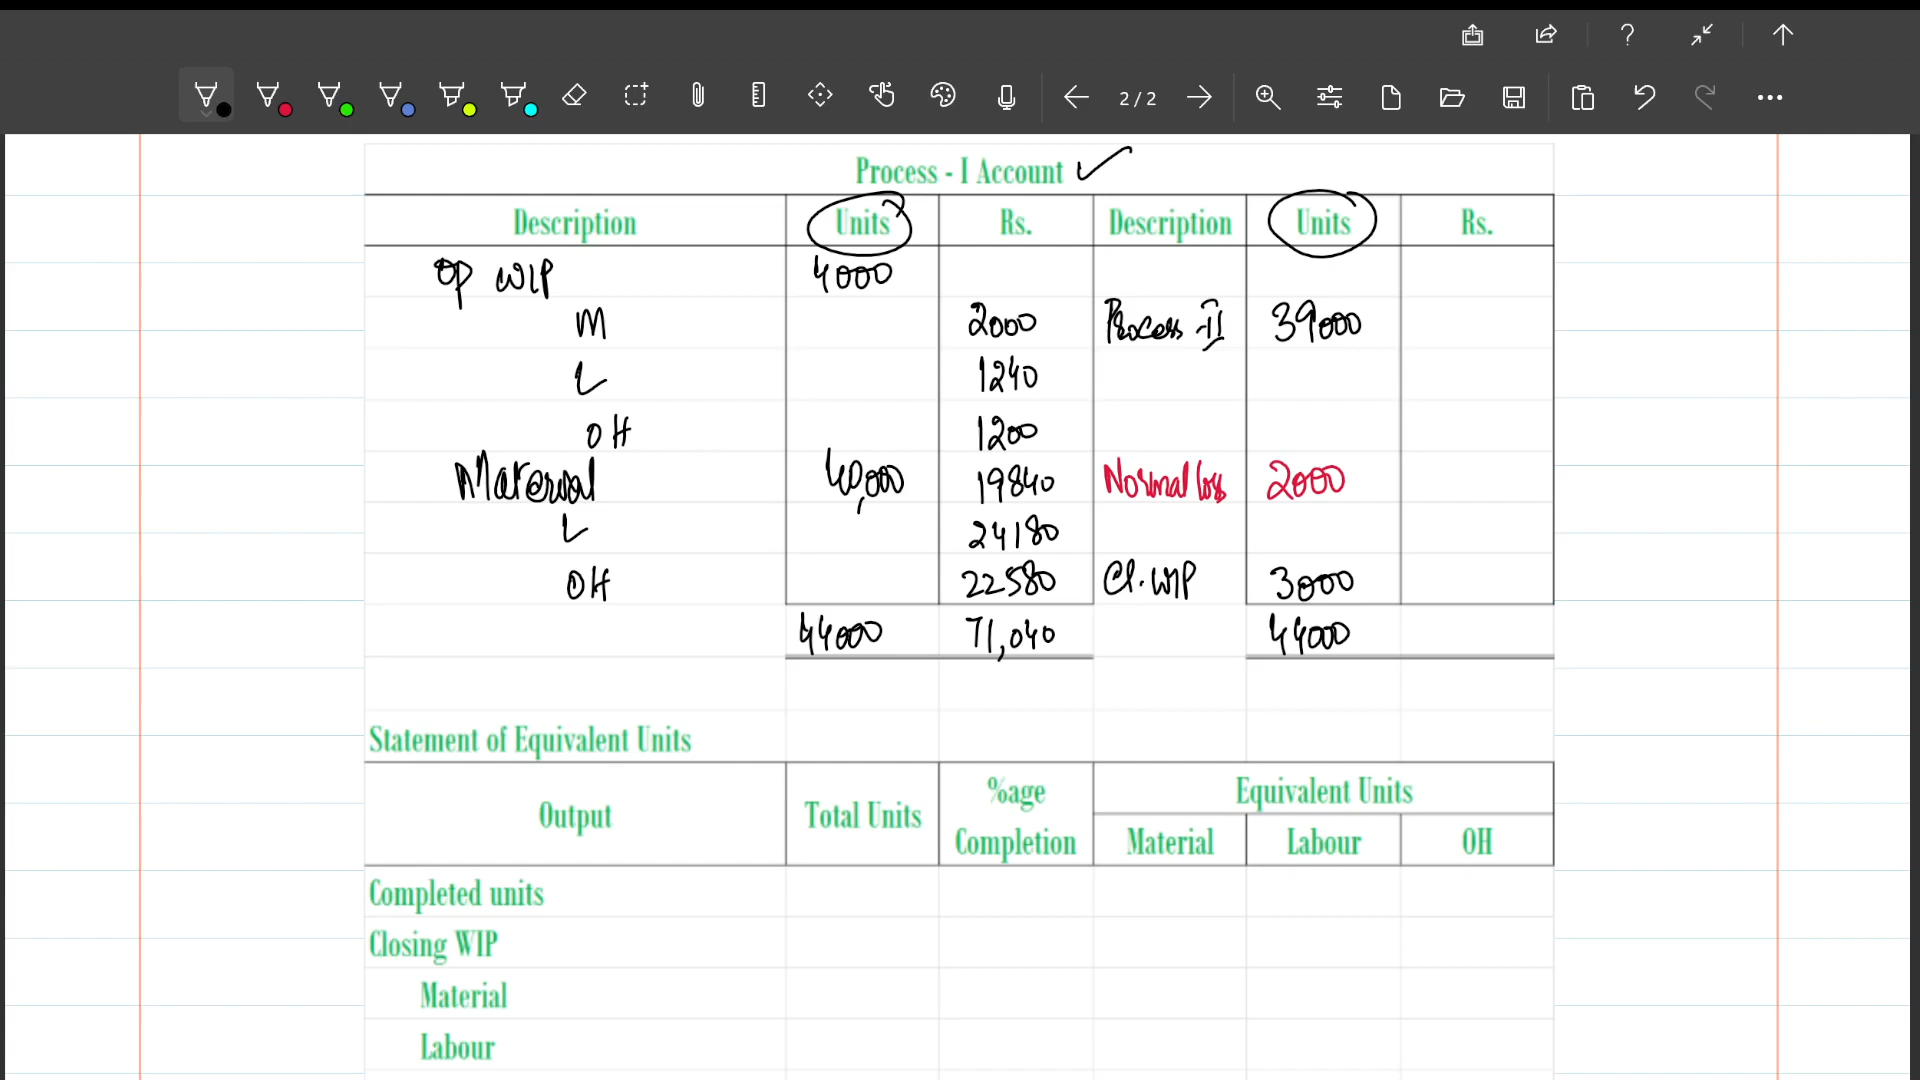 2 / 2
Process - I Account
Description Units Rs. Description Units Rs.
Op WIP 4000
M 2000 Process -II 39000
L 1240
OH 1200
Material 40,000 19840 Normal loss 2000
L 24180
OH 22580 Cl. WIP 3000
44000 71,040 44000
Statement of Equivalent Units
Output Total Units %age Completion Equivalent Units
Material Labour OH
Completed units
Closing WIP
Material
Labour